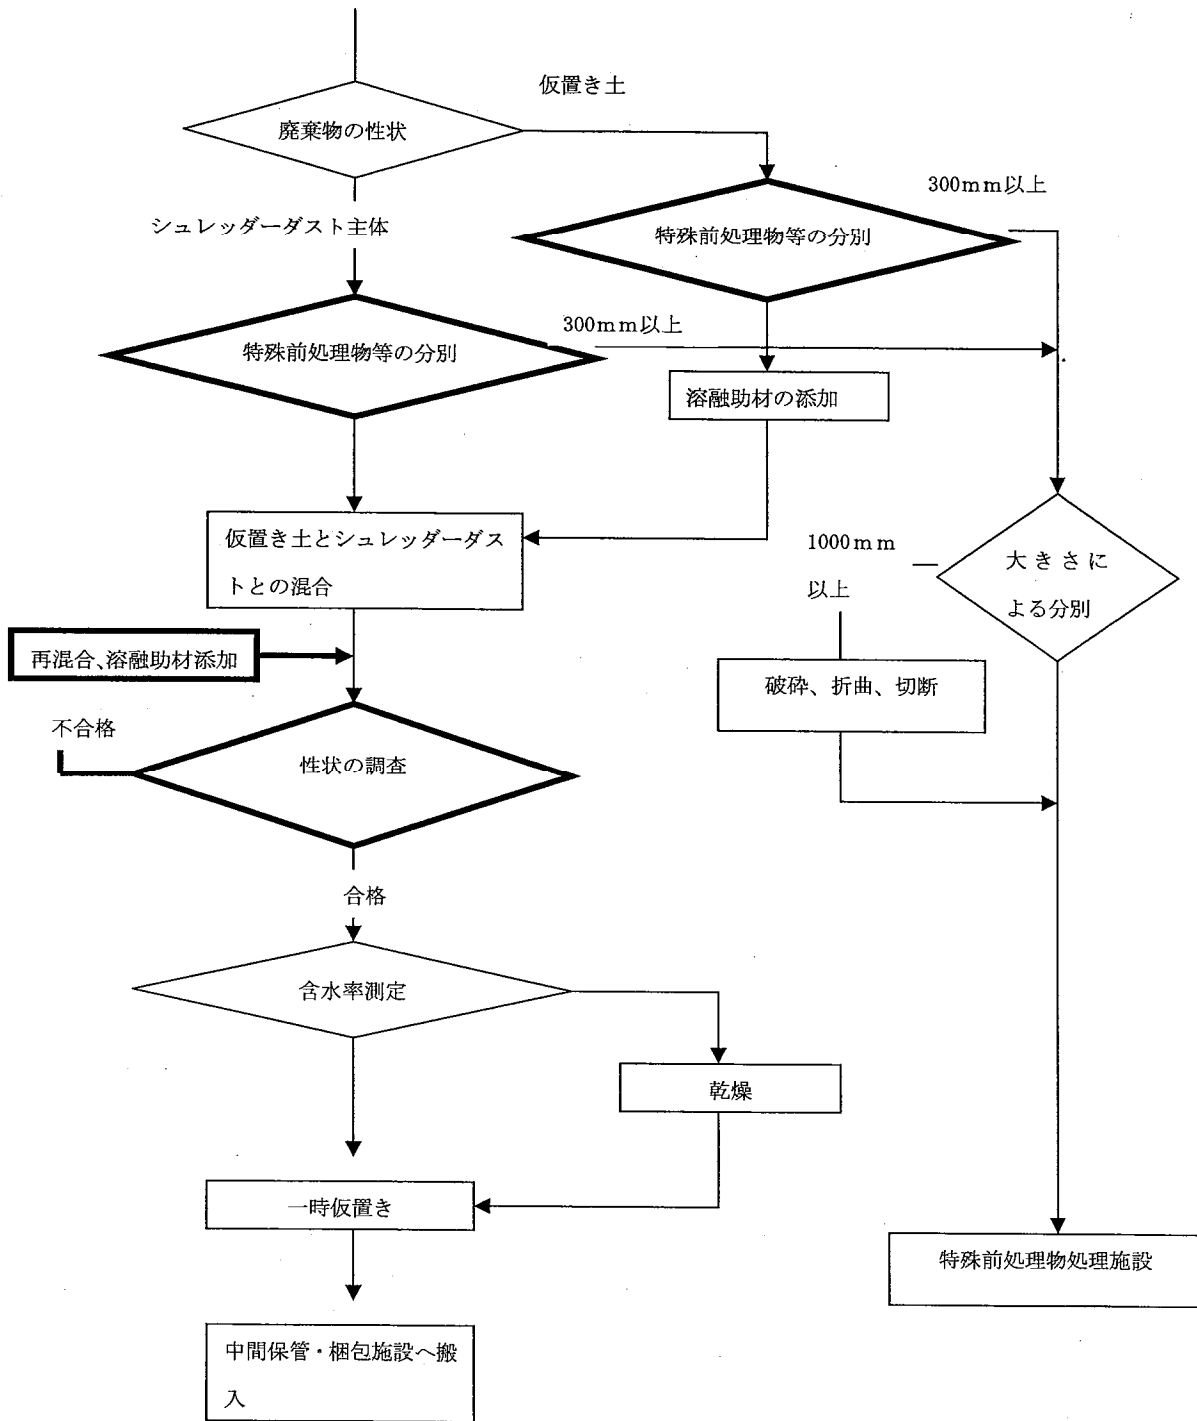 仮置き土
廃棄物の性状
300mm以上
シュレッダーダスト主体
特殊前処理物等の分別
300mm以上
特殊前処理物等の分別
溶融助材の添加
仮置き土とシュレッダーダス
トとの混合
1000mm
以上
大きさに
よる分別
再混合、溶融助材添加
破砕、折曲、切断
不合格
性状の調査
合格
含水率測定
乾燥
一時仮置き
特殊前処理物処理施設
中間保管・梱包施設へ搬
入